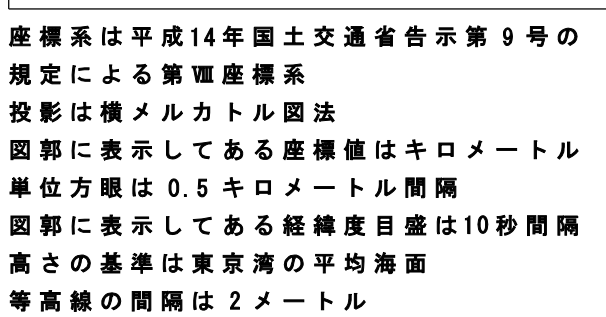 座標系は平成14年国土交通省告示第9号の
規定による第Ⅷ座標系
投影は横メルカトル図法
図郭に表示してある座標値はキロメートル
単位方眼は 0.5 キロメートル間隔
図郭に表示してある経緯度目盛は10秒間隔
高さの基準は東京湾の平均海面
等高線の間隔は 2 メートル